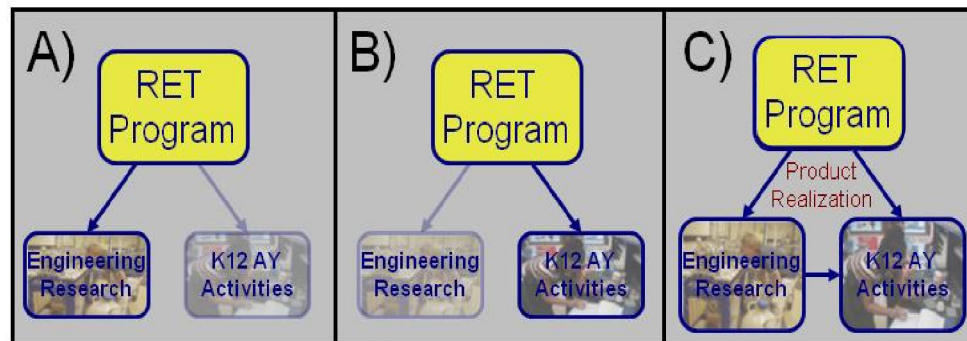 A)
RET
Program
Engineering
Research
K12 AY
Activities
B)
RET
Program
Engineering
Research
K12 AY
Activities
C)
RET
Program
Product
Realization
Engineering
Research
K12 AY
Activities